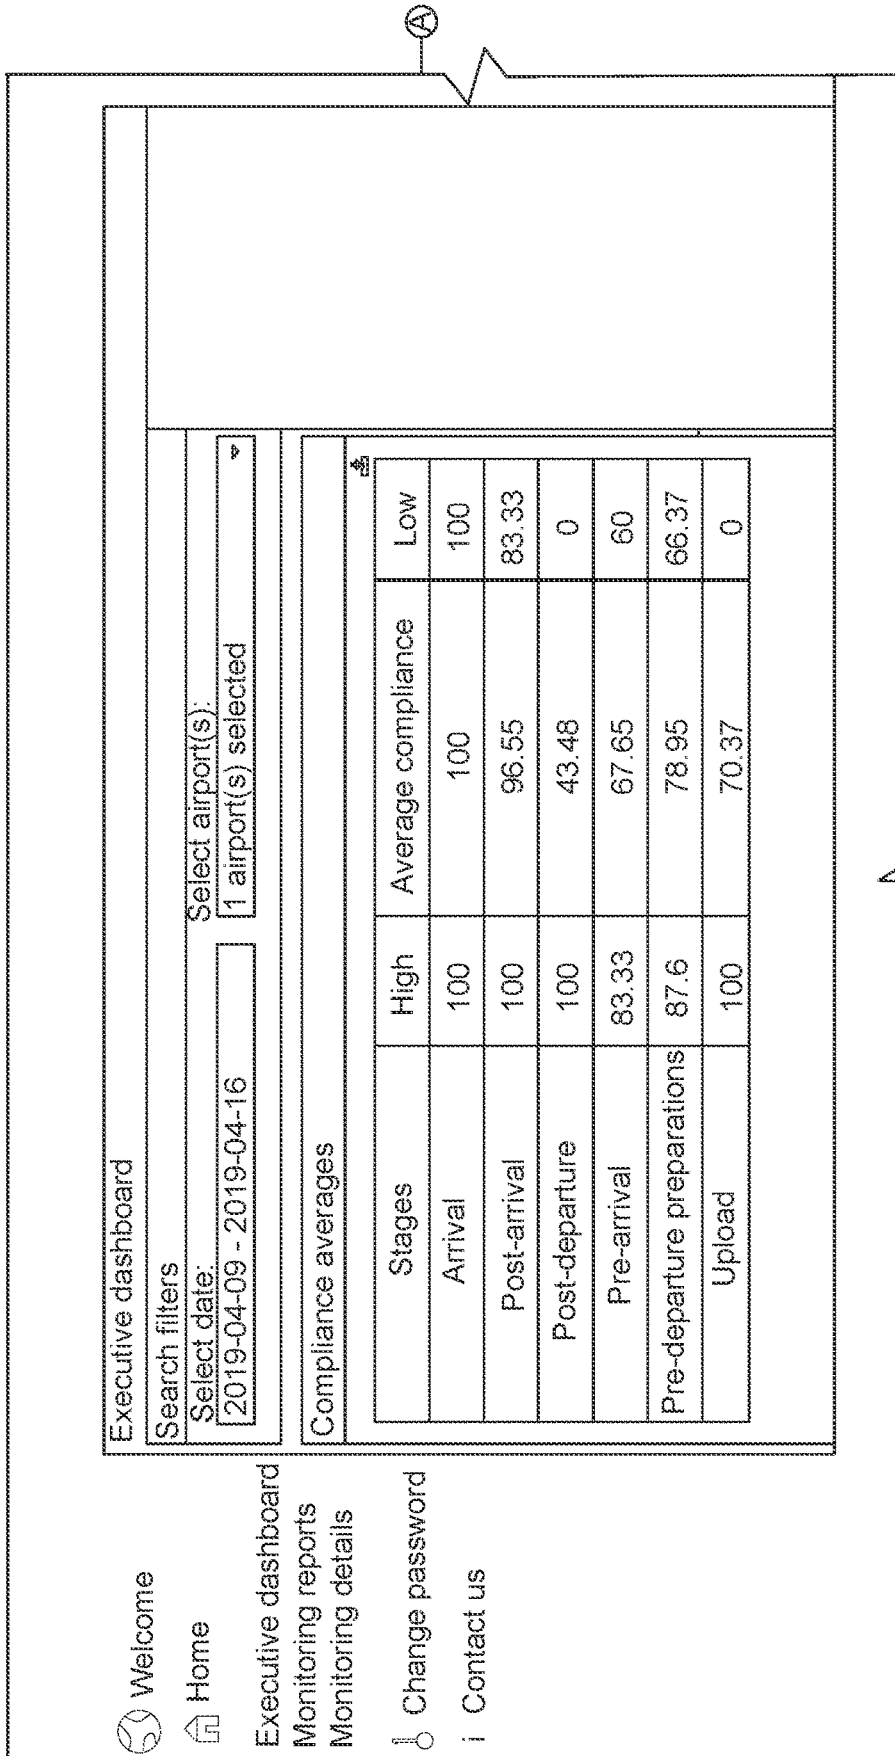 Welcome
Home
Executive dashboard
Monitoring reports
Monitoring details
Change password
i Contact us
Executive dashboard
Search filters
Select date: Select airport(s):
2019-04-09 - 2019-04-16 1 airport(s) selected
Compliance averages
Stages High Average compliance Low
Arrival 100 100 100
Post-arrival 100 96.55 83.33
Post-departure 100 43.48 0
Pre-arrival 83.33 67.65 60
Pre-departure preparations 87.6 78.95 66.37
Upload 100 70.37 0
A